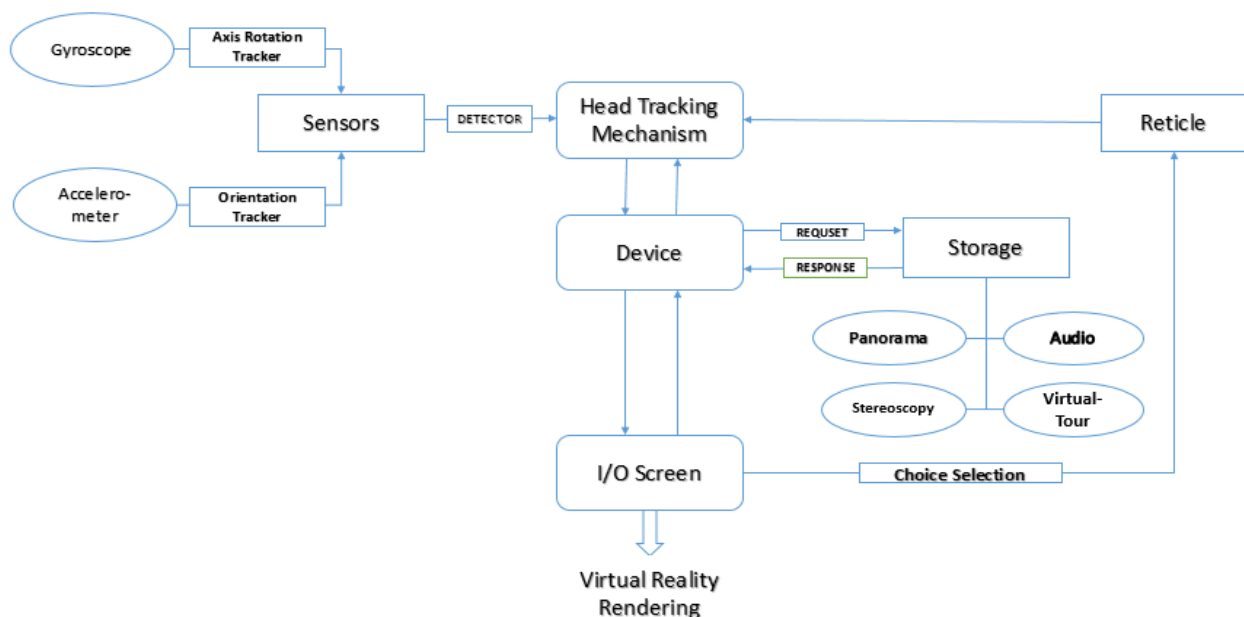 Gyroscope
Axis Rotation
Tracker
Sensors
DETECTOR
Head Tracking
Mechanism
Reticle
Accelero-
meter
Orientation
Tracker
Device
REQUSET
RESPONSE
Storage
Panorama
Audio
Stereoscopy
Virtual-
Tour
I/O Screen
Choice Selection
Virtual Reality
Rendering